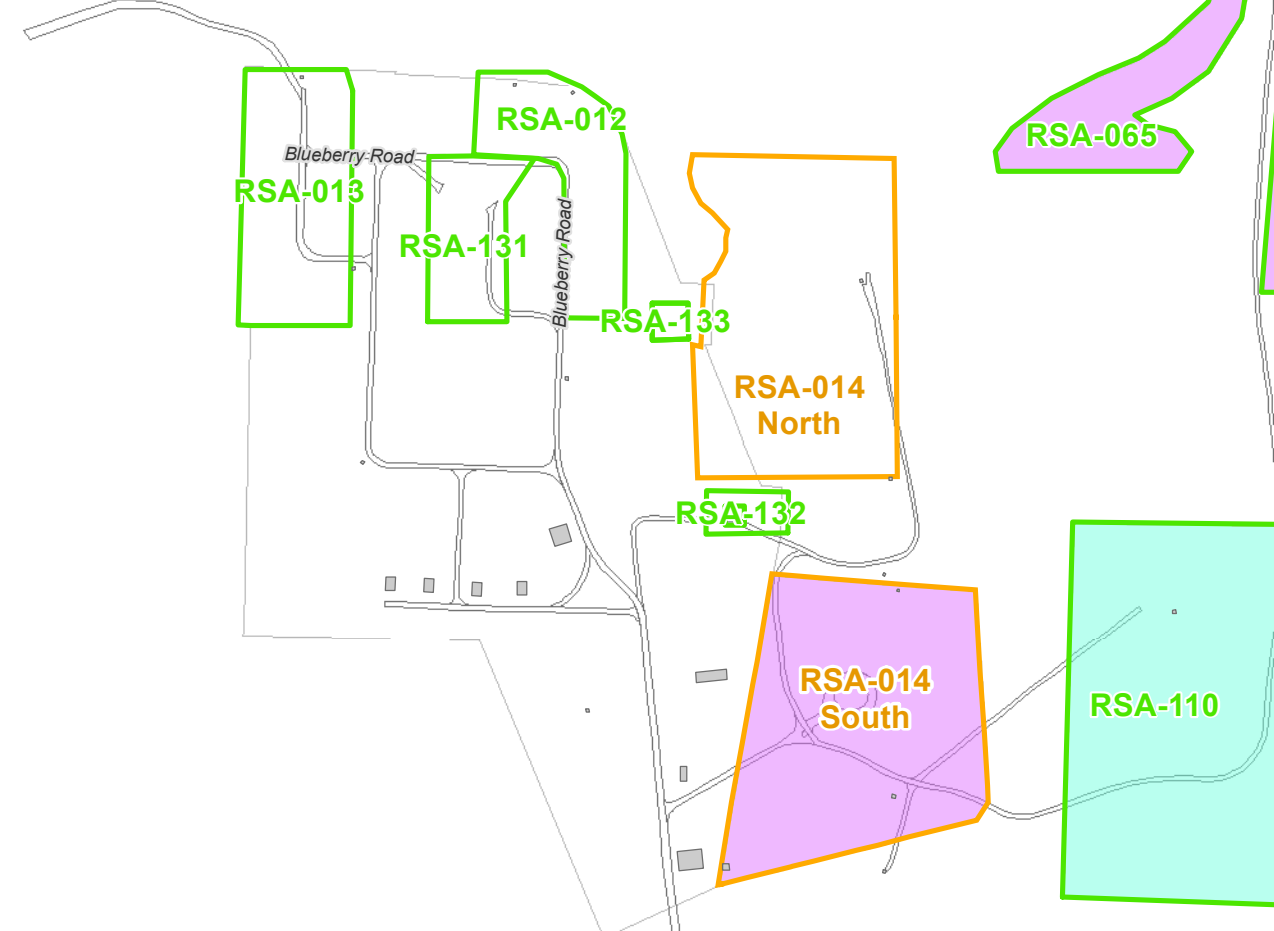 RSA-012
RSA-065
Blueberry Road
RSA-013
RSA-131
Blueberry Road
RSA-133
RSA-014
North
RSA-132
RSA-014
South
RSA-110